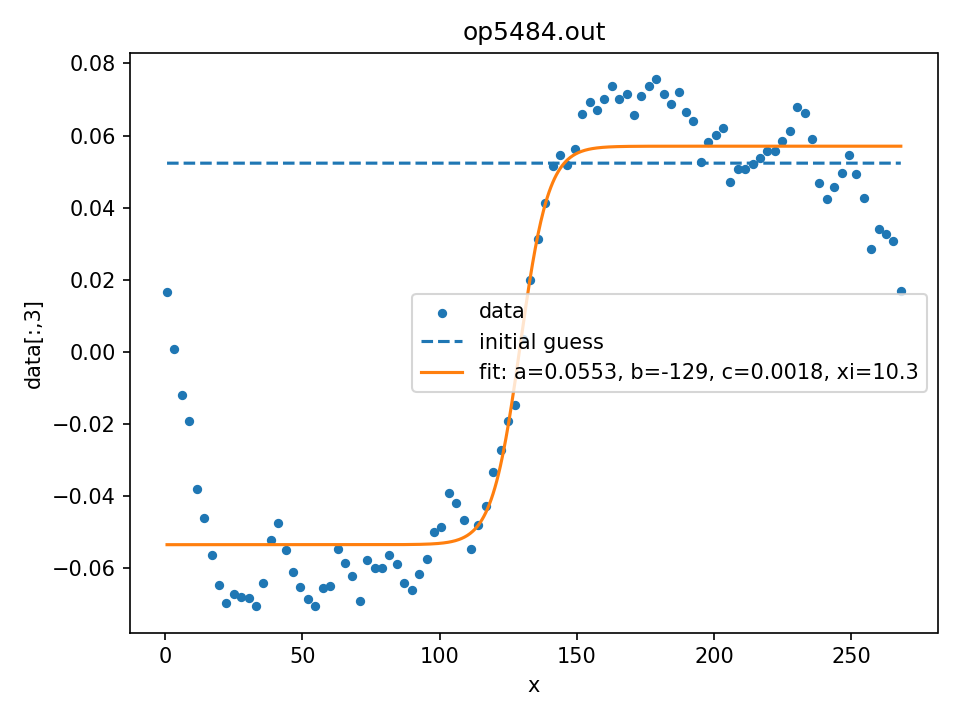 op5484.out
data[:,3]
0.08
0.06
0.04
0.02
0.00
−0.02
−0.04
−0.06
data
initial guess
fit: a=0.0553, b=-129, c=0.0018, xi=10.3
0 50 100 150 200 250
x